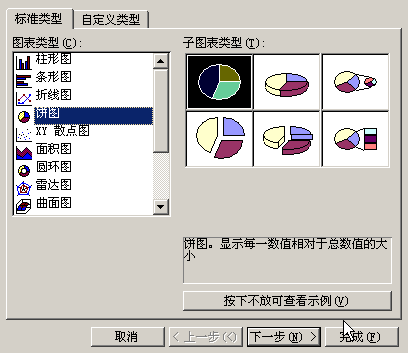 标准类型 自定义类型
图表类型(C): 子图表类型(T):
柱形图
条形图
折线图
饼图
XY 散点图
面积图
圆环图
雷达图
曲面图
饼图。显示每一数值相对于总数值的大
小
按下不放可查看示例(V)
取消 < 上一步(K) 下一步(N) > 完成(F)